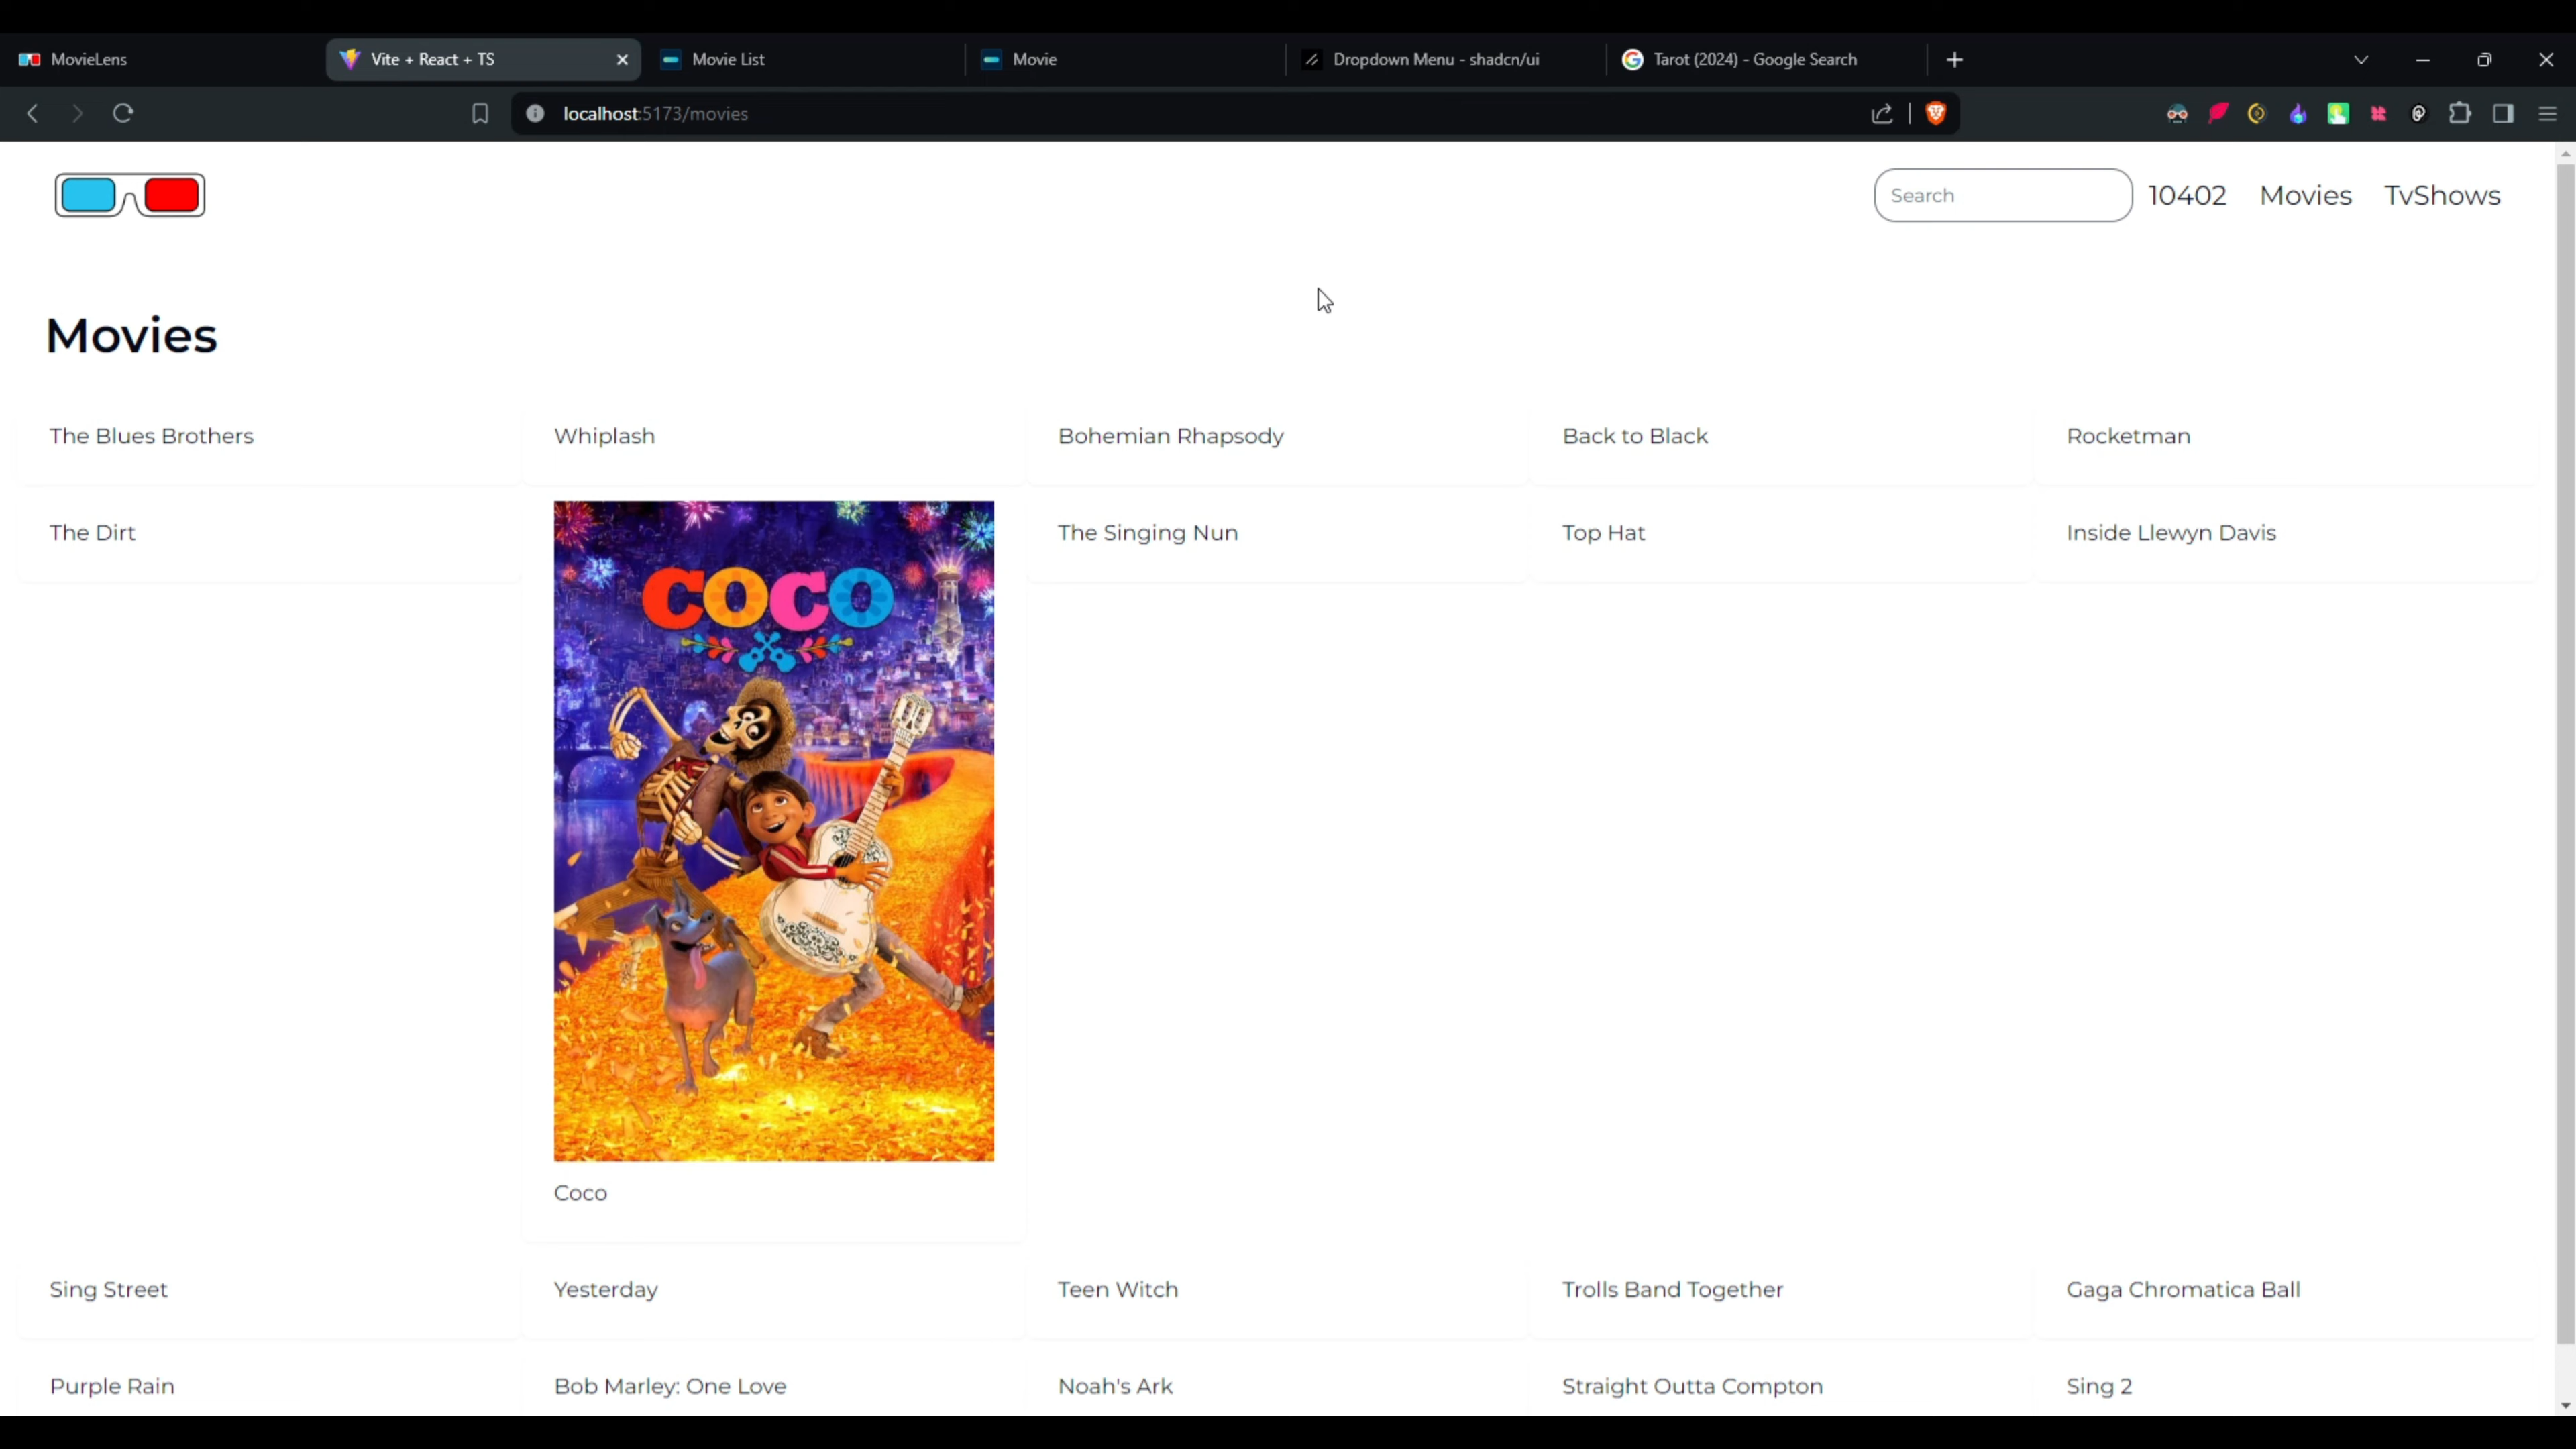 MovieLens
Vite + React + TS
Movie List
Movie
Dropdown Menu - shadcn/ui
Tarot (2024) - Google Search
localhost:5173/movies
Search
10402
Movies
TvShows
Movies
The Blues Brothers
Whiplash
Bohemian Rhapsody
Back to Black
Rocketman
The Dirt
COCO
The Singing Nun
Top Hat
Inside Llewyn Davis
Coco
Sing Street
Yesterday
Teen Witch
Trolls Band Together
Gaga Chromatica Ball
Purple Rain
Bob Marley: One Love
Noah's Ark
Straight Outta Compton
Sing 2